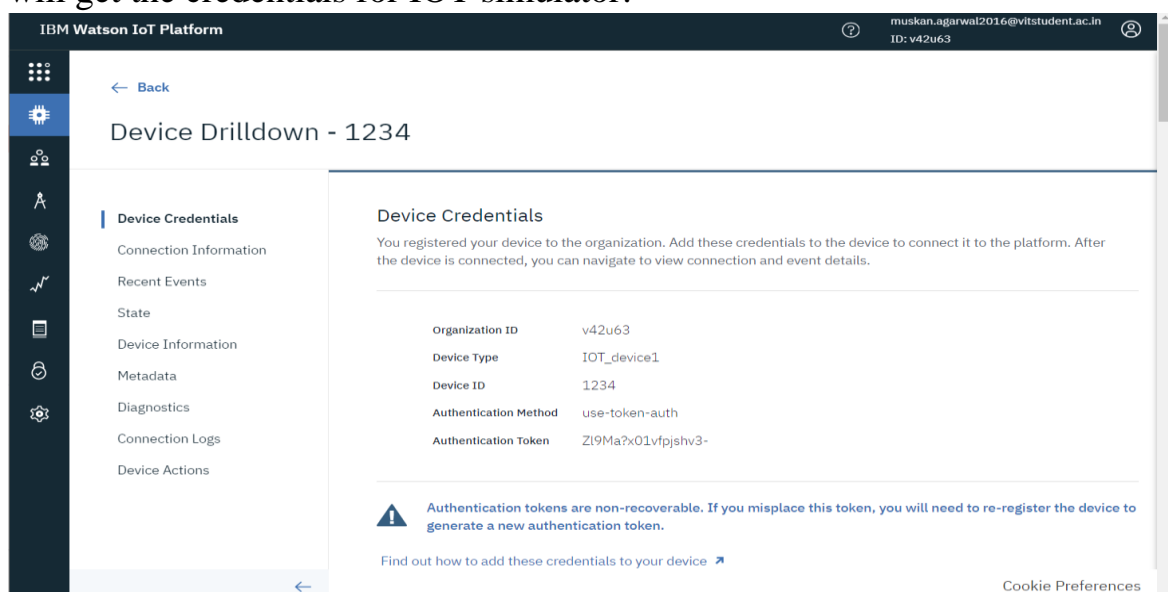 will get the credentials for IOT simulator.
IBM Watson IoT Platform
muskan.agarwal2016@vitstudent.ac.in
ID: v42u63
← Back
Device Drilldown - 1234
Device Credentials
Connection Information
Recent Events
State
Device Information
Metadata
Diagnostics
Connection Logs
Device Actions
Device Credentials
You registered your device to the organization. Add these credentials to the device to connect it to the platform. After
the device is connected, you can navigate to view connection and event details.
Organization ID v42u63
Device Type IOT_device1
Device ID 1234
Authentication Method use-token-auth
Authentication Token Zl9Ma?x01vfpjshv3-
Authentication tokens are non-recoverable. If you misplace this token, you will need to re-register the device to
generate a new authentication token.
Find out how to add these credentials to your device
Cookie Preferences